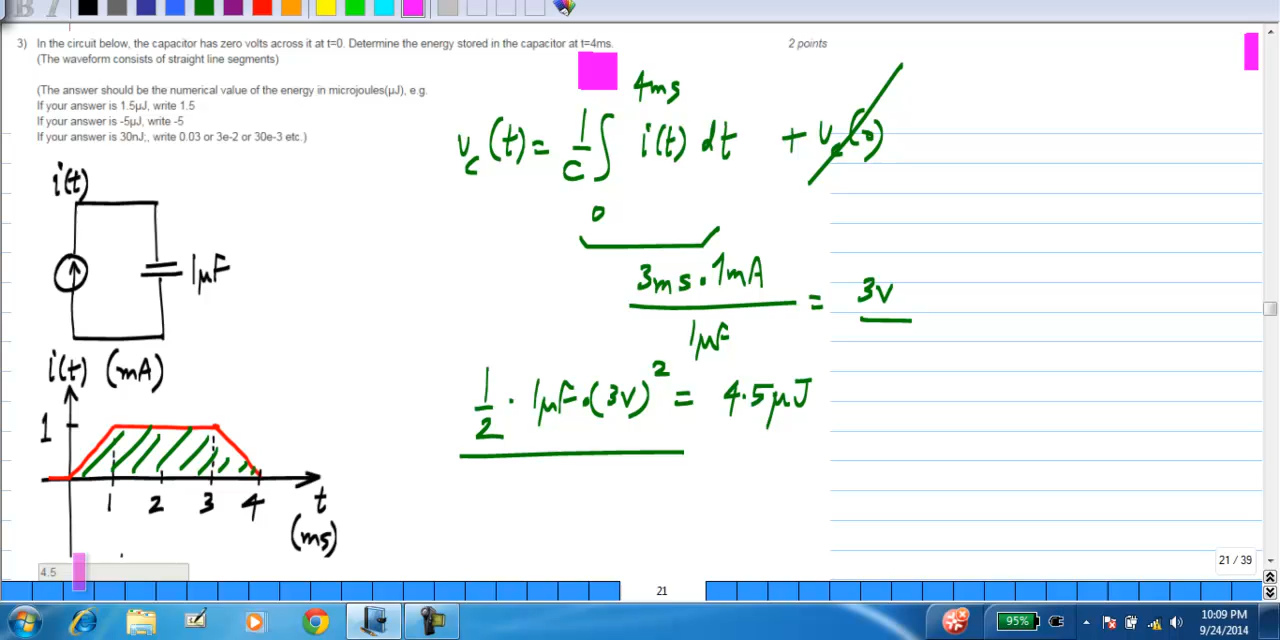 3) In the circuit below, the capacitor has zero volts across it at t=0. Determine the energy stored in the capacitor at t=4ms. 2 points
(The waveform consists of straight line segments)
(The answer should be the numerical value of the energy in microjoules(μJ), e.g.
If your answer is 1.5μJ, write 1.5
If your answer is -5μJ, write -5
If your answer is 30nJ;, write 0.03 or 3e-2 or 30e-3 etc.)
4ms
v_c(t) = 1/C ∫ i(t) dt + v_c(0)
0
i(t)
1μF
3ms · 1mA
= 3V
1μF
i(t) (mA)
1/2 · 1μF · (3V)² = 4.5μJ
1
1 2 3 4 t
(ms)
4.5
21 / 39
21
95%
10:09 PM
9/24/2014